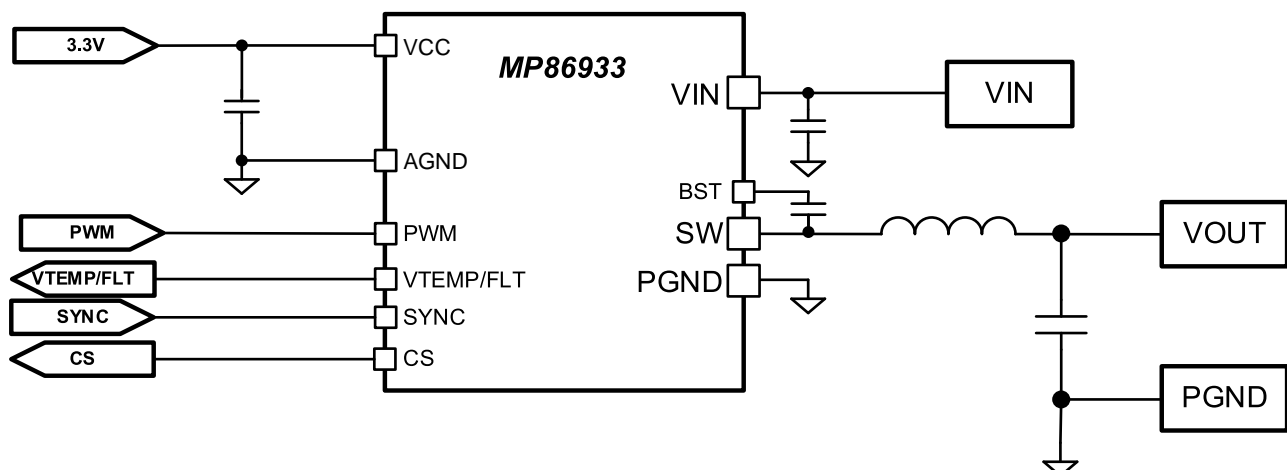 3.3V
VCC
MP86933
VIN
VIN
AGND
BST
PWM
PWM
SW
VOUT
VTEMP/FLT
VTEMP/FLT
PGND
SYNC
SYNC
CS
CS
PGND